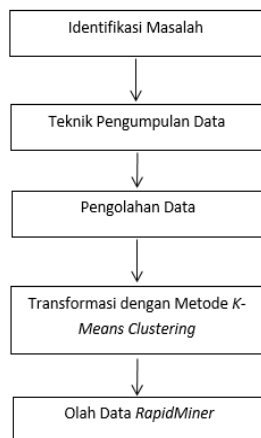 Identifikasi Masalah
Teknik Pengumpulan Data
Pengolahan Data
Transformasi dengan Metode K-
Means Clustering
Olah Data RapidMiner